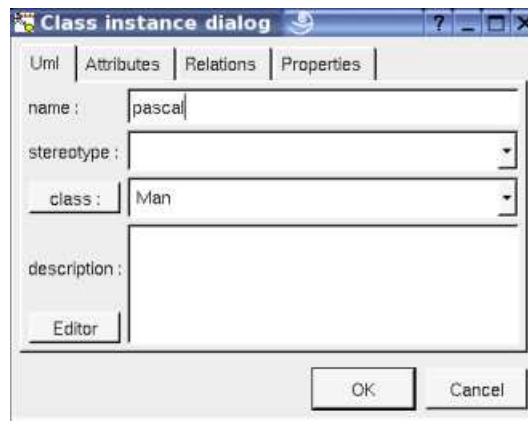 Class instance dialog
Uml Attributes Relations Properties
name : pascal
stereotype :
class : Man
description :
Editor
OK Cancel